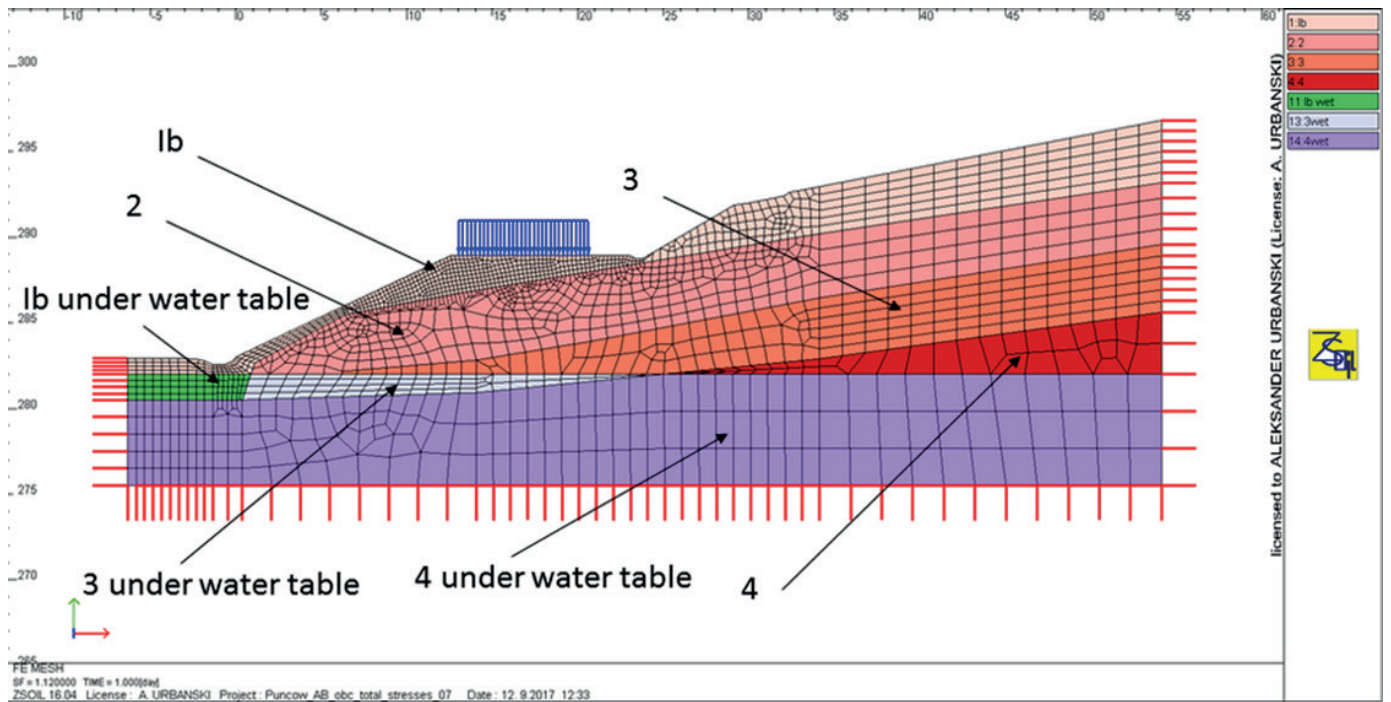 -10 -5 0 5 10 15 20 25 30 35 40 45 50 55 60
300
295
290
285
280
275
270
265
Ib
2
3
Ib under water table
3 under water table
4 under water table
4
1:Ib
2:2
3:3
4:4
11:Ib wet
13:3wet
14:4wet
licensed to ALEKSANDER URBANSKI (License: A. URBANSKI)
FE MESH
SF = 1.120000 TIME = 1.000[day]
ZSOIL 16.04 License : A. URBANSKI Project : Puncow_AB_obc_total_stresses_07 Date : 12. 9.2017 12:33